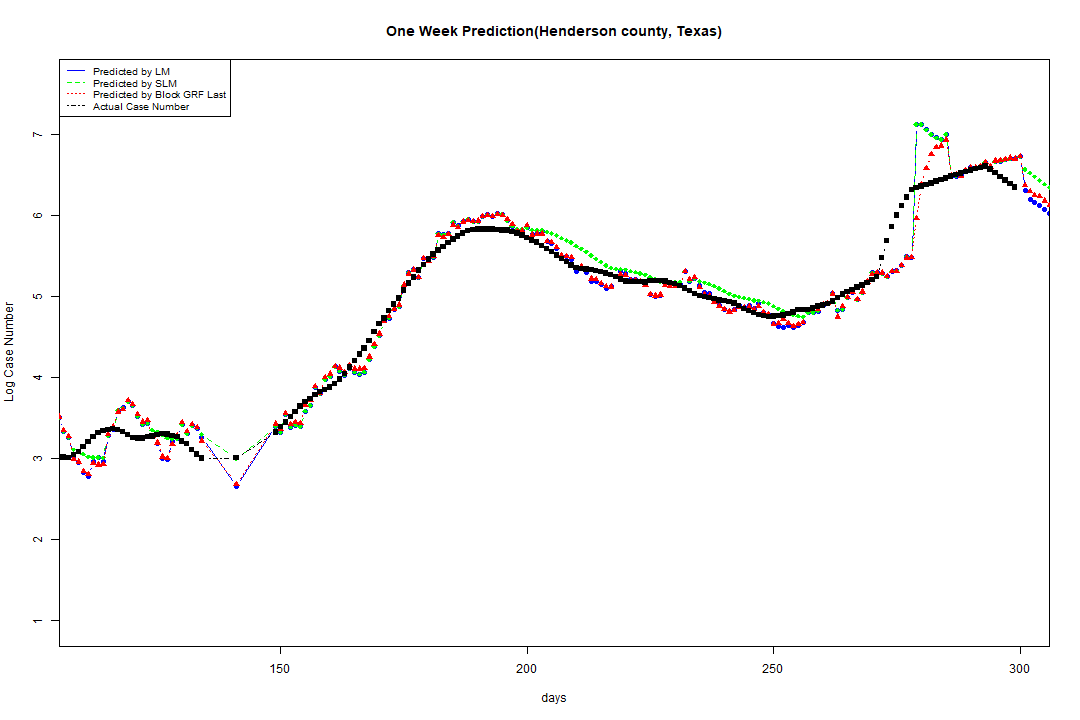 One Week Prediction(Henderson county, Texas)
Predicted by LM
Predicted by SLM
Predicted by Block GRF Last
Actual Case Number
7
6
5
4
3
2
1
Log Case Number
150 200 250 300
days